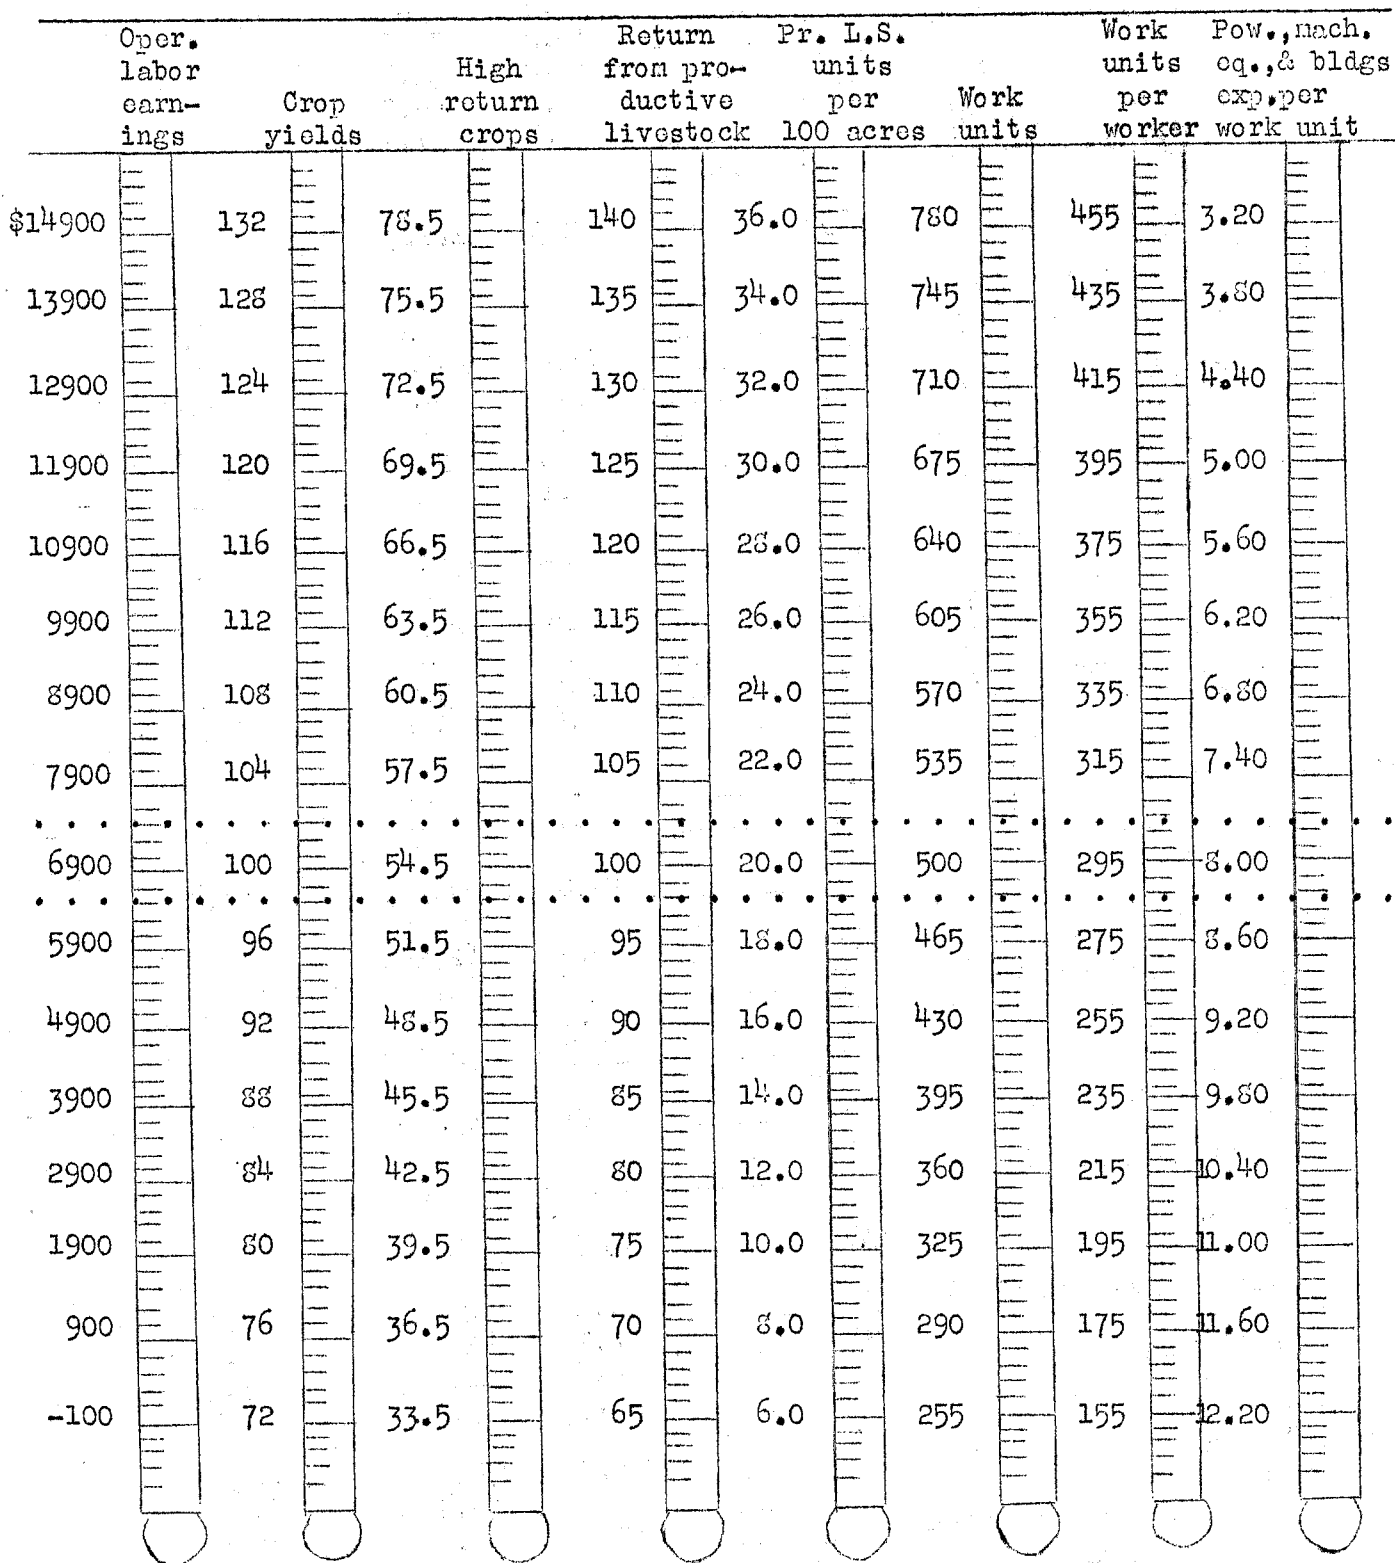 Oper. Return Pr. L.S. Work Pow.,mach.
labor High from pro- units units eq.,& bldgs
earn- Crop return ductive per Work per exp.per
ings yields crops livestock 100 acres units worker work unit
$14900 132 78.5 140 36.0 780 455 3.20
13900 128 75.5 135 34.0 745 435 3.80
12900 124 72.5 130 32.0 710 415 4.40
11900 120 69.5 125 30.0 675 395 5.00
10900 116 66.5 120 28.0 640 375 5.60
9900 112 63.5 115 26.0 605 355 6.20
8900 108 60.5 110 24.0 570 335 6.80
7900 104 57.5 105 22.0 535 315 7.40
6900 100 54.5 100 20.0 500 295 8.00
5900 96 51.5 95 18.0 465 275 8.60
4900 92 48.5 90 16.0 430 255 9.20
3900 88 45.5 85 14.0 395 235 9.80
2900 84 42.5 80 12.0 360 215 10.40
1900 80 39.5 75 10.0 325 195 11.00
900 76 36.5 70 8.0 290 175 11.60
-100 72 33.5 65 6.0 255 155 12.20